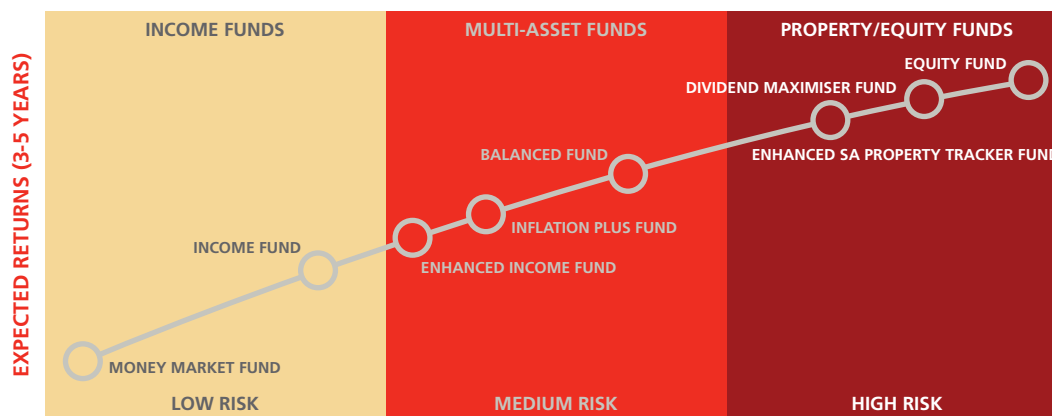 EXPECTED RETURNS (3-5 YEARS)
INCOME FUNDS
MULTI-ASSET FUNDS
PROPERTY/EQUITY FUNDS
EQUITY FUND
DIVIDEND MAXIMISER FUND
BALANCED FUND
ENHANCED SA PROPERTY TRACKER FUND
INFLATION PLUS FUND
INCOME FUND
ENHANCED INCOME FUND
MONEY MARKET FUND
LOW RISK
MEDIUM RISK
HIGH RISK